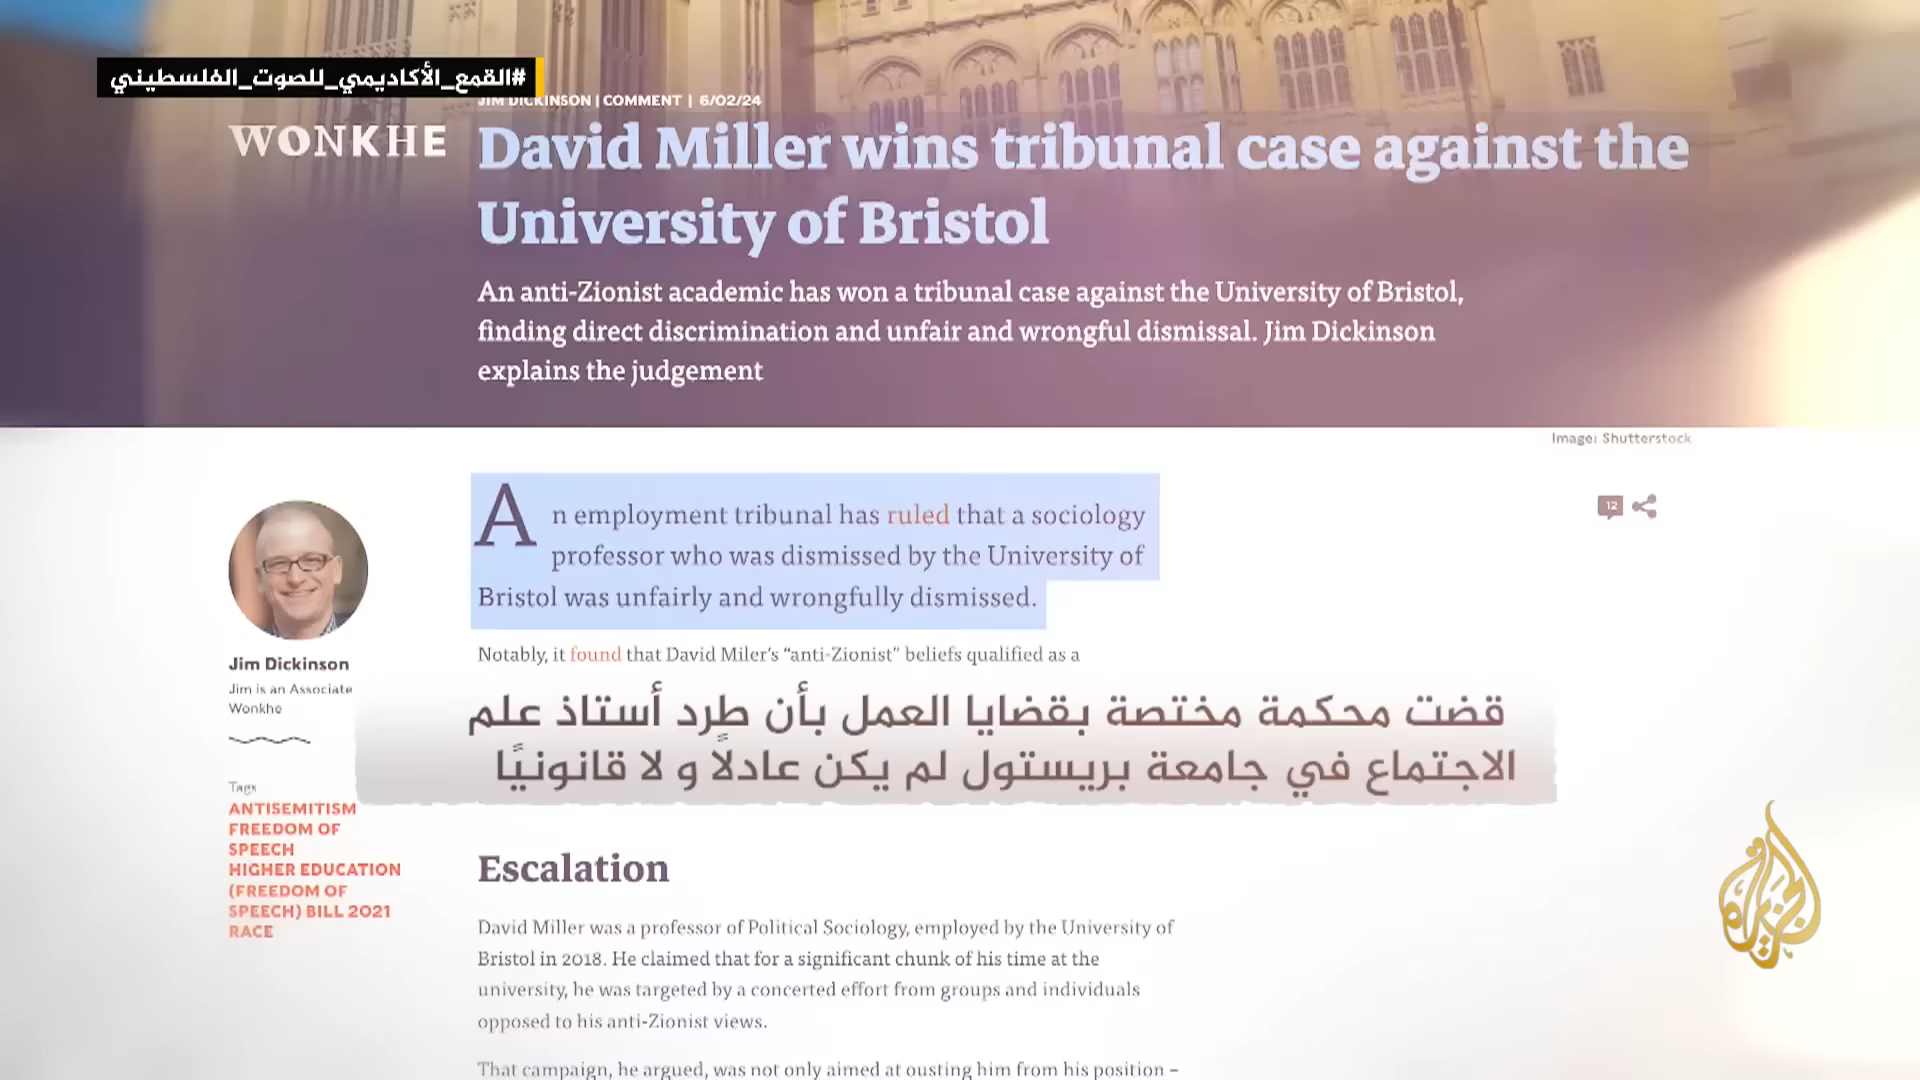 #القمع_الأكاديمي_للصوت_الفلسطيني
JIM DICKINSON | COMMENT | 6/02/24
WONKHE
David Miller wins tribunal case against the
University of Bristol
An anti-Zionist academic has won a tribunal case against the University of Bristol,
finding direct discrimination and unfair and wrongful dismissal. Jim Dickinson
explains the judgement
Image: Shutterstock
12
An employment tribunal has ruled that a sociology
professor who was dismissed by the University of
Bristol was unfairly and wrongfully dismissed.
Notably, it found that David Miler’s “anti-Zionist” beliefs qualified as a
Jim Dickinson
Jim is an Associate
Wonkhe
قضت محكمة مختصة بقضايا العمل بأن طرد أستاذ علم
الاجتماع في جامعة بريستول لم يكن عادلًا و لا قانونيًا
Tags
ANTISEMITISM
FREEDOM OF
SPEECH
HIGHER EDUCATION
(FREEDOM OF
SPEECH) BILL 2021
RACE
Escalation
David Miller was a professor of Political Sociology, employed by the University of
Bristol in 2018. He claimed that for a significant chunk of his time at the
university, he was targeted by a concerted effort from groups and individuals
opposed to his anti-Zionist views.
That campaign, he argued, was not only aimed at ousting him from his position –
الجزيرة